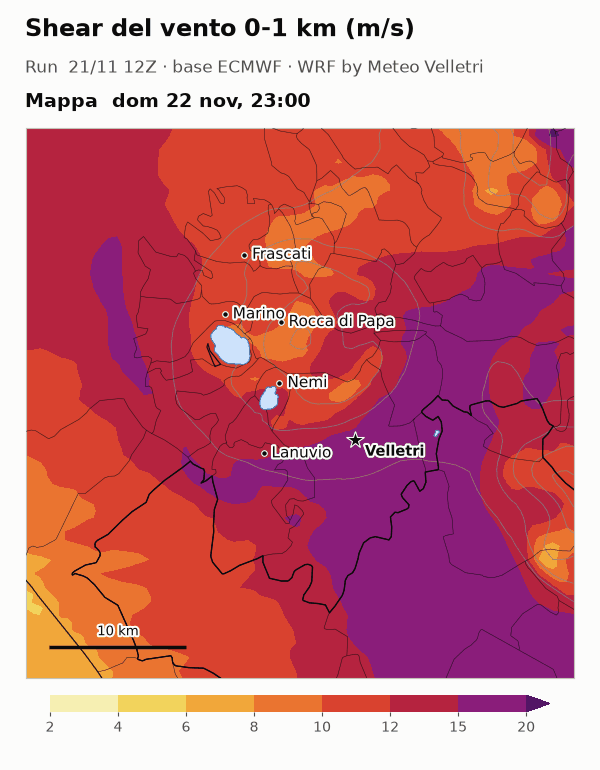 Shear del vento 0-1 km (m/s)
Run 21/11 12Z · base ECMWF · WRF by Meteo Velletri
Mappa dom 22 nov, 23:00
Frascati
Marino
Rocca di Papa
Nemi
Velletri
Lanuvio
10 km
2 4 6 8 10 12 15 20